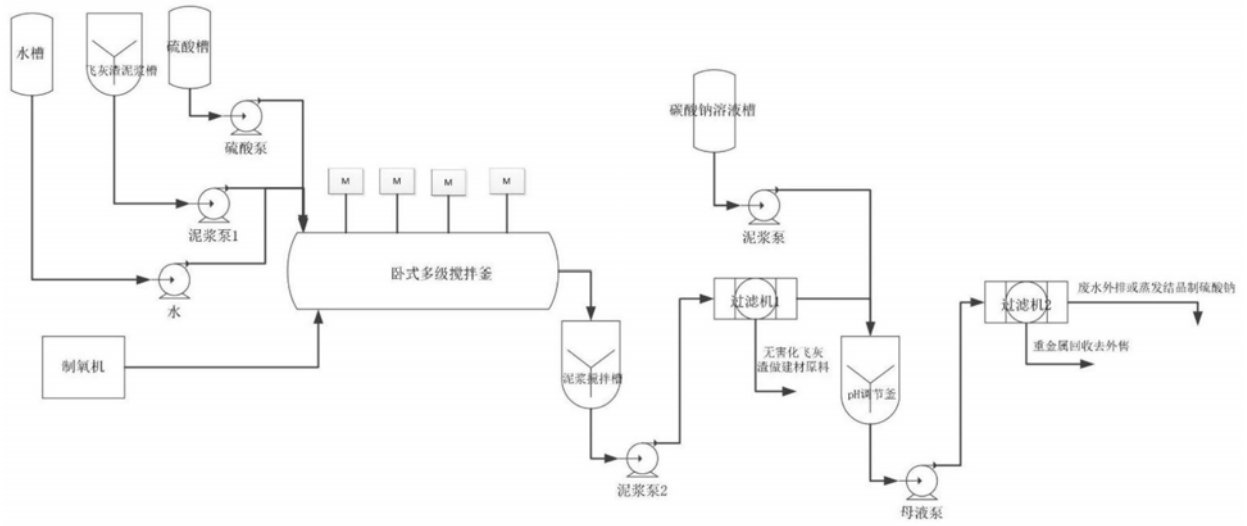 水槽
飞灰渣泥浆槽
硫酸槽
硫酸泵
泥浆泵1
水
制氧机
M
M
M
M
卧式多级搅拌釜
泥浆搅拌槽
泥浆泵2
碳酸钠溶液槽
泥浆泵
过滤机1
无害化飞灰
渣做建材原料
pH调节釜
母液泵
过滤机2
废水外排或蒸发结晶制硫酸钠
重金属回收去外售